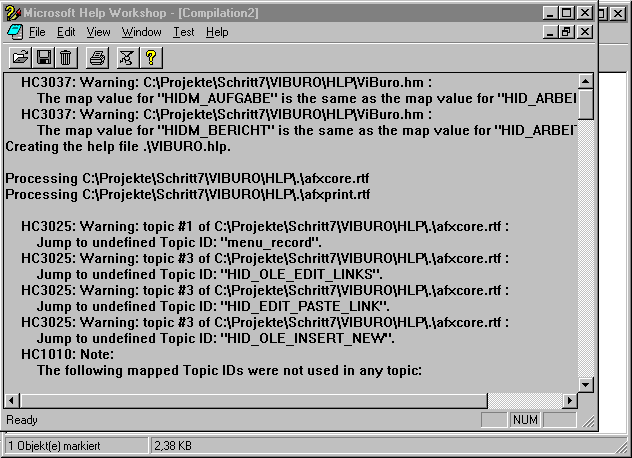 Microsoft Help Workshop - [Compilation2]
File Edit View Window Test Help
HC3037: Warning: C:\Projekte\Schritt7\VIBURO\HLP\ViBuro.hm :
The map value for "HIDM_AUFGABE" is the same as the map value for "HID_ARBEI
HC3037: Warning: C:\Projekte\Schritt7\VIBURO\HLP\ViBuro.hm :
The map value for "HIDM_BERICHT" is the same as the map value for "HID_ARBEIT
Creating the help file .\VIBURO.hlp.
Processing C:\Projekte\Schritt7\VIBURO\HLP\.\afxcore.rtf
Processing C:\Projekte\Schritt7\VIBURO\HLP\.\afxprint.rtf
HC3025: Warning: topic #1 of C:\Projekte\Schritt7\VIBURO\HLP\.\afxcore.rtf :
Jump to undefined Topic ID: "menu_record".
HC3025: Warning: topic #3 of C:\Projekte\Schritt7\VIBURO\HLP\.\afxcore.rtf :
Jump to undefined Topic ID: "HID_OLE_EDIT_LINKS".
HC3025: Warning: topic #3 of C:\Projekte\Schritt7\VIBURO\HLP\.\afxcore.rtf :
Jump to undefined Topic ID: "HID_EDIT_PASTE_LINK".
HC3025: Warning: topic #3 of C:\Projekte\Schritt7\VIBURO\HLP\.\afxcore.rtf :
Jump to undefined Topic ID: "HID_OLE_INSERT_NEW".
HC1010: Note:
The following mapped Topic IDs were not used in any topic:
Ready NUM
1 Objekt(e) markiert 2,38 KB